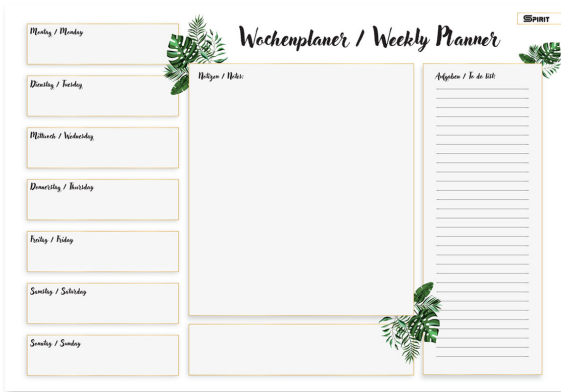 SPIRIT
Wochenplaner / Weekly Planner
Montag / Monday
Dienstag / Tuesday
Mittwoch / Wednesday
Donnerstag / Thursday
Freitag / Friday
Samstag / Saturday
Sonntag / Sunday
Notizen / Notes:
Aufgaben / To do list: